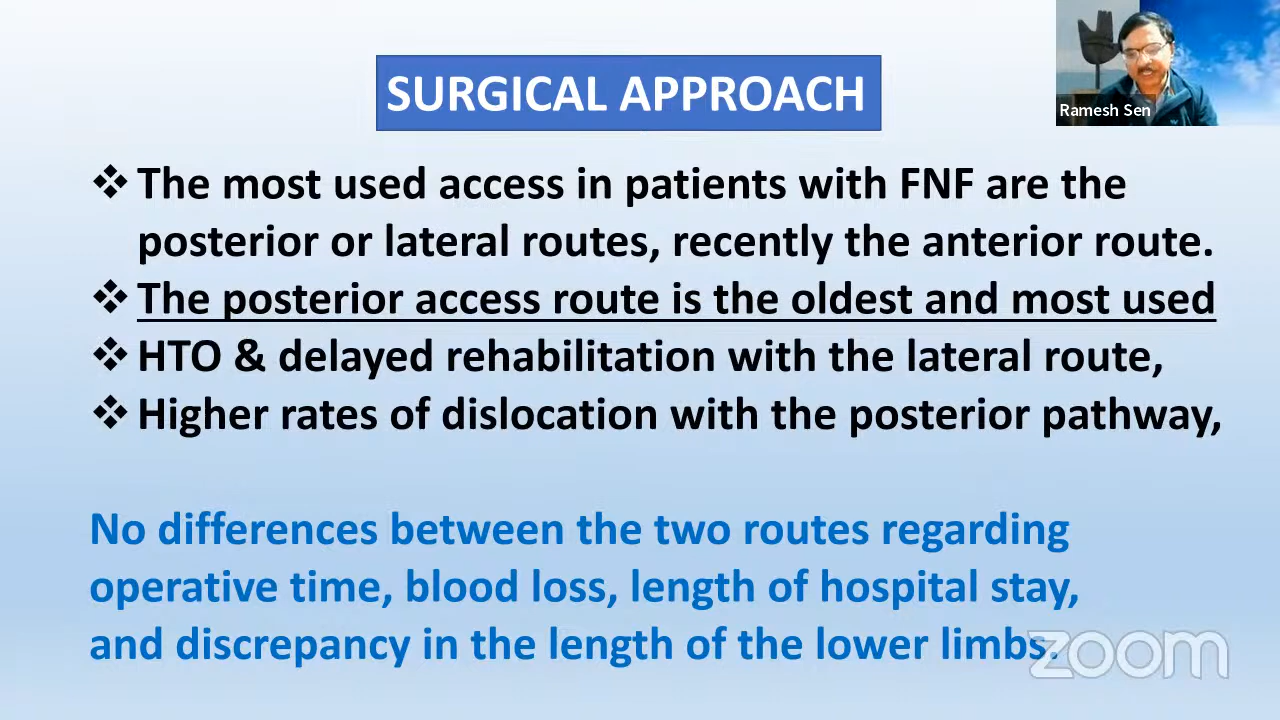 SURGICAL APPROACH
Ramesh Sen
❖ The most used access in patients with FNF are the
posterior or lateral routes, recently the anterior route.
❖ The posterior access route is the oldest and most used
❖ HTO & delayed rehabilitation with the lateral route,
❖ Higher rates of dislocation with the posterior pathway,
No differences between the two routes regarding
operative time, blood loss, length of hospital stay,
and discrepancy in the length of the lower limbs.
zoom